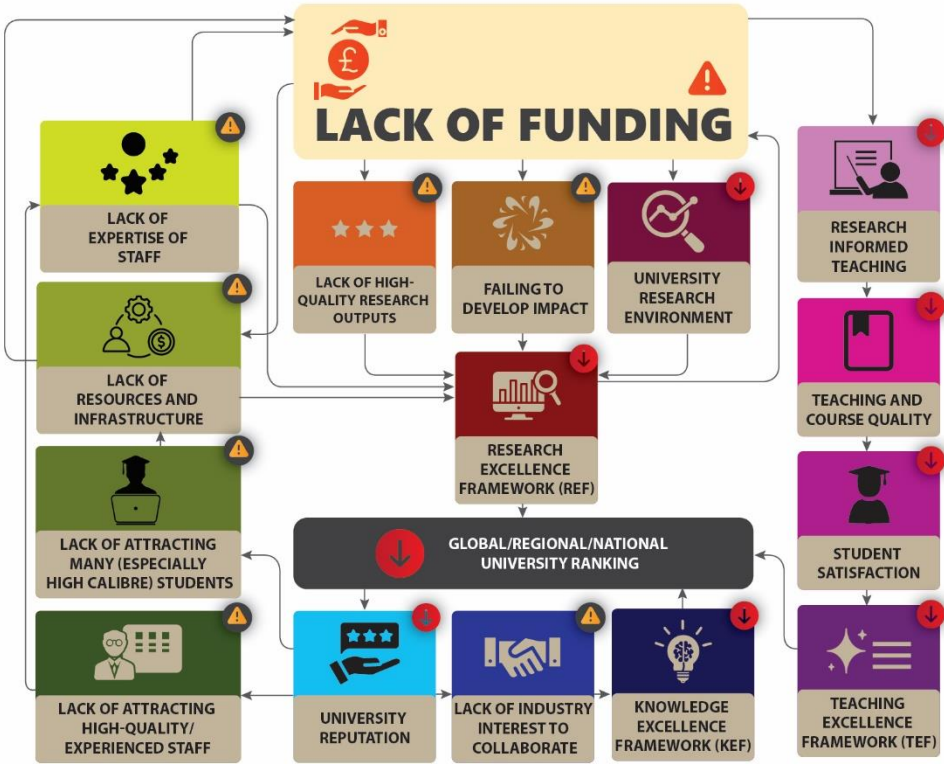 £
LACK OF FUNDING
LACK OF
EXPERTISE OF
STAFF
LACK OF HIGH-
QUALITY RESEARCH
OUTPUTS
FAILING TO
DEVELOP IMPACT
UNIVERSITY
RESEARCH
ENVIRONMENT
RESEARCH
INFORMED
TEACHING
$
LACK OF
RESOURCES AND
INFRASTRUCTURE
RESEARCH
EXCELLENCE
FRAMEWORK (REF)
TEACHING AND
COURSE QUALITY
LACK OF ATTRACTING
MANY (ESPECIALLY
HIGH CALIBRE) STUDENTS
GLOBAL/REGIONAL/NATIONAL
UNIVERSITY RANKING
STUDENT
SATISFACTION
LACK OF ATTRACTING
HIGH-QUALITY/
EXPERIENCED STAFF
UNIVERSITY
REPUTATION
LACK OF INDUSTRY
INTEREST TO
COLLABORATE
KNOWLEDGE
EXCELLENCE
FRAMEWORK (KEF)
TEACHING
EXCELLENCE
FRAMEWORK (TEF)